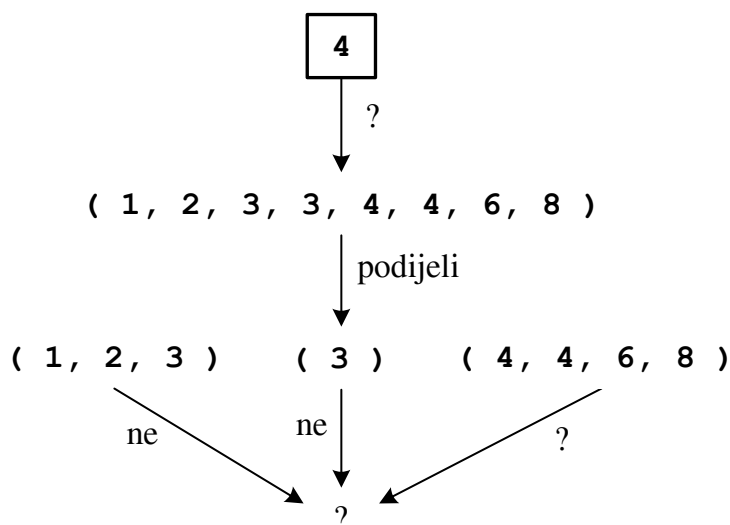 4
?
( 1, 2, 3, 3, 4, 4, 6, 8 )
podijeli
( 1, 2, 3 ) ( 3 ) ( 4, 4, 6, 8 )
ne ne ?
?